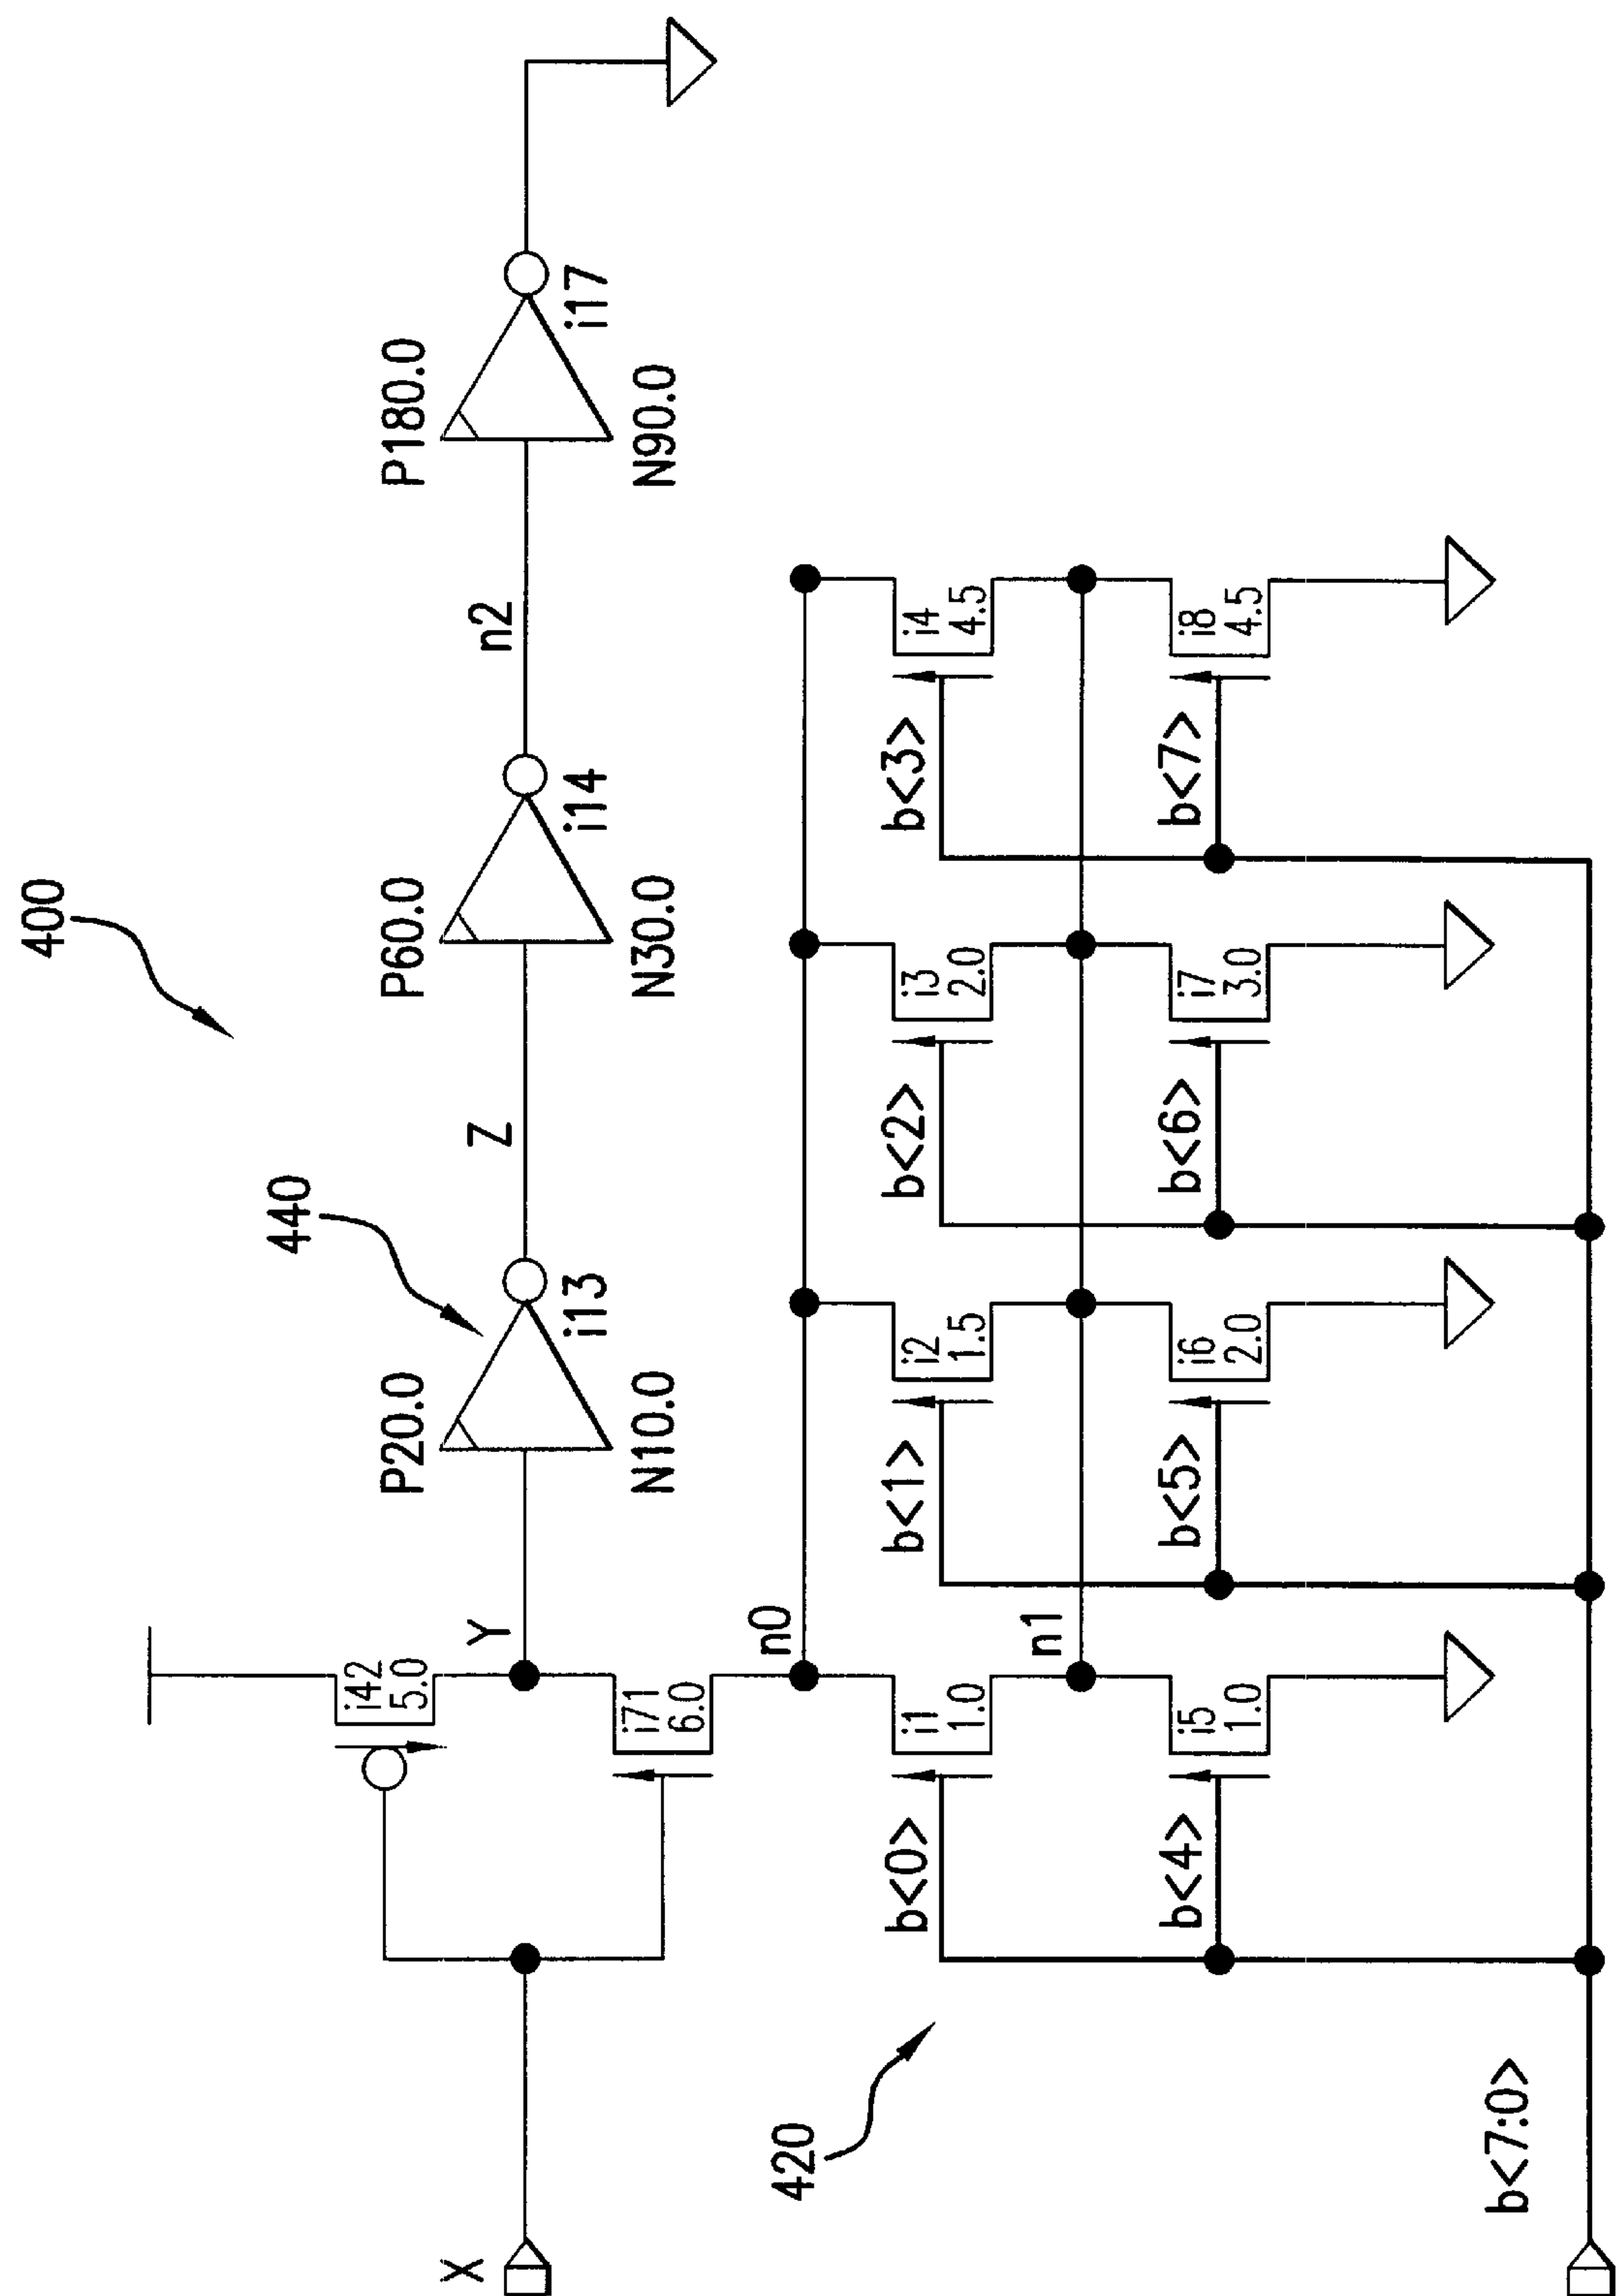 400
440
P20.0
P60.0
P180.0
i42
5.0
X
Y
Z
n2
i13
i14
i17
N10.0
N30.0
N90.0
i71
6.0
n0
420
b<0>
i1
1.0
b<1>
i2
1.5
b<2>
i3
2.0
b<3>
i4
4.5
n1
b<4>
i5
1.0
b<5>
i6
2.0
b<6>
i7
3.0
b<7>
i8
4.5
b<7:0>